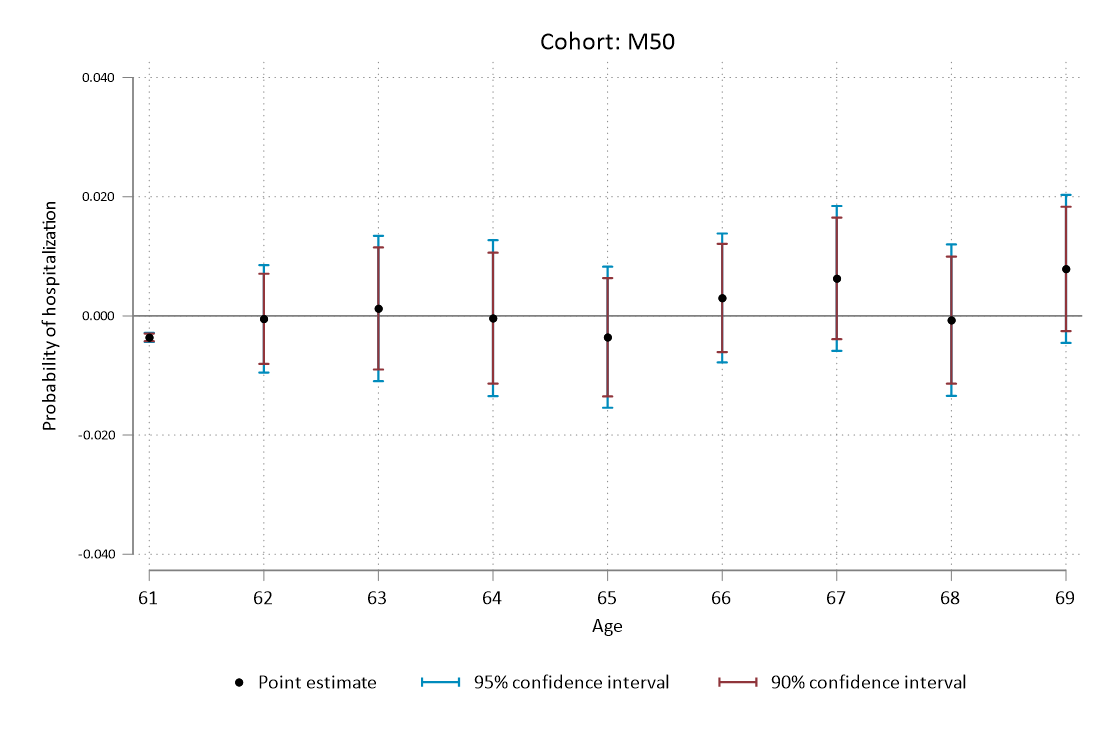 Cohort: M50
0.040
0.020
0.000
-0.020
-0.040
Probability of hospitalization
61 62 63 64 65 66 67 68 69
Age
Point estimate 95% confidence interval 90% confidence interval